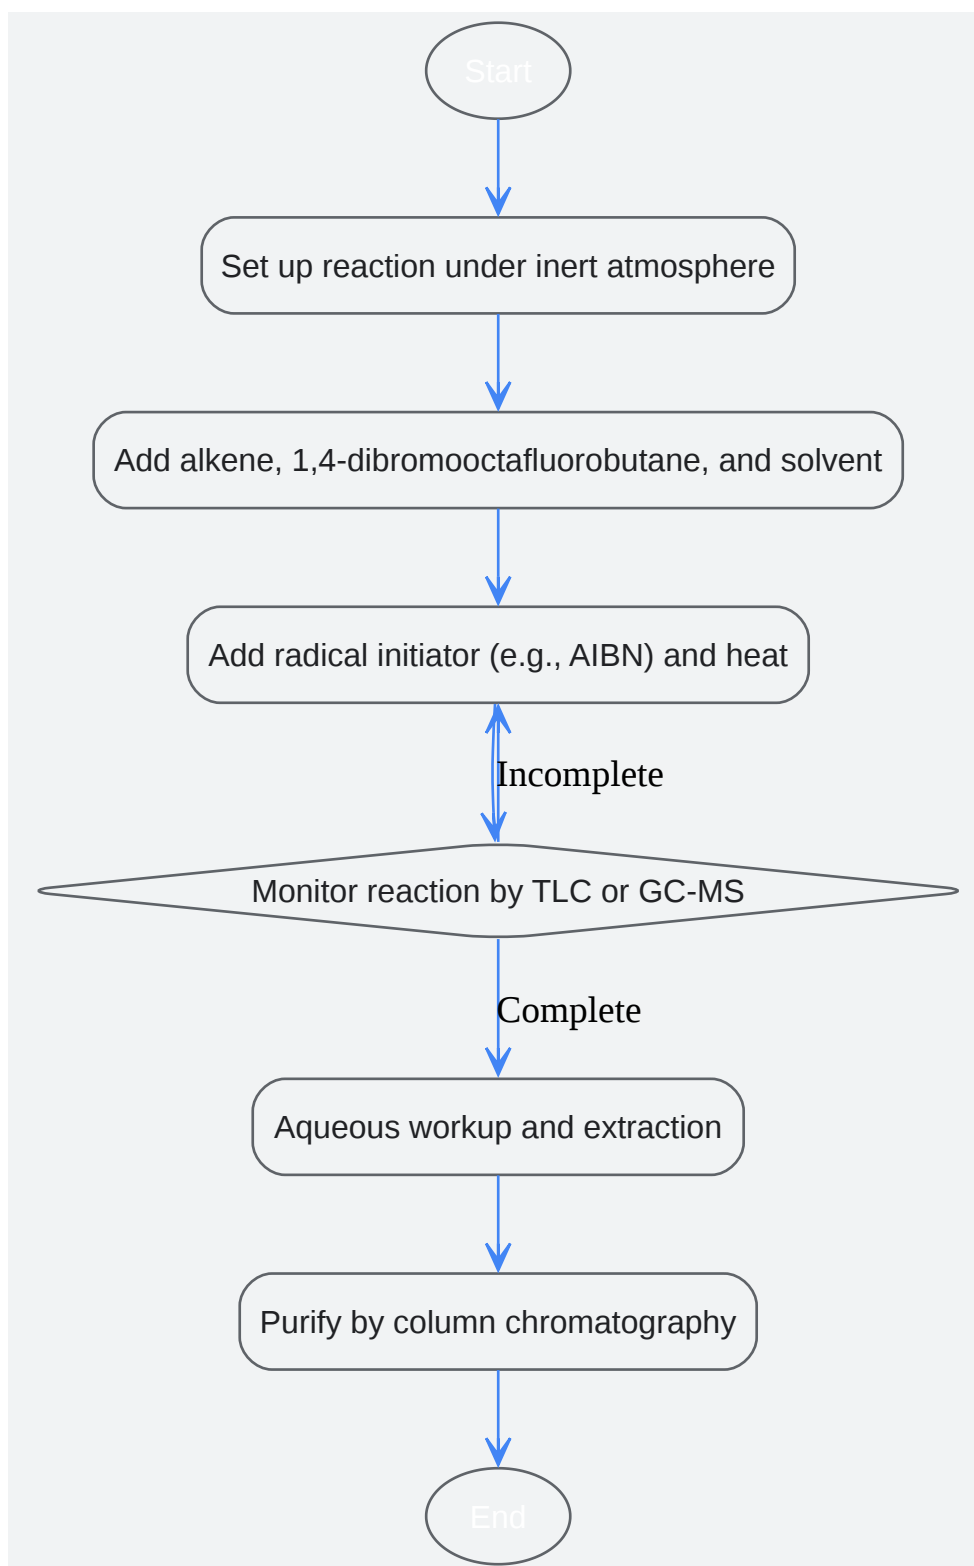 Start
Set up reaction under inert atmosphere
Add alkene, 1,4-dibromooctafluorobutane, and solvent
Add radical initiator (e.g., AIBN) and heat
Incomplete
Monitor reaction by TLC or GC-MS
Complete
Aqueous workup and extraction
Purify by column chromatography
End